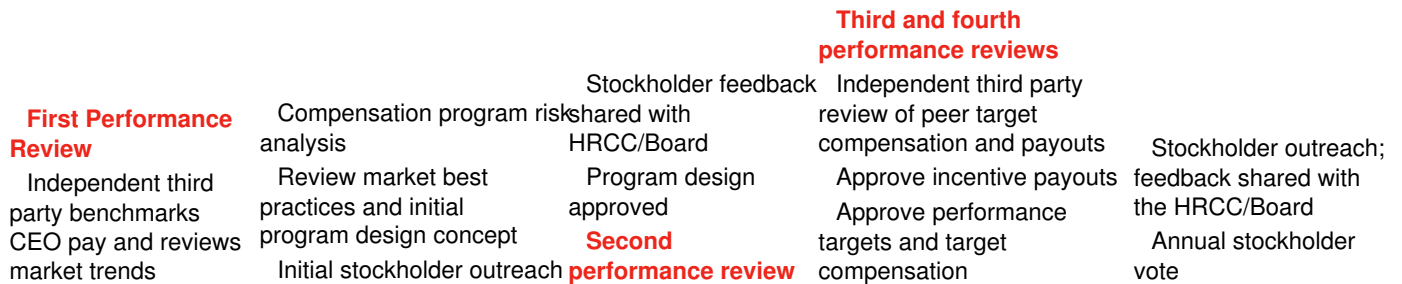 First Performance
Review
Independent third
party benchmarks
CEO pay and reviews
market trends
Compensation program risk
analysis
Review market best
practices and initial
program design concept
Initial stockholder outreach
Stockholder feedback
shared with
HRCC/Board
Program design
approved
Second
performance review
Third and fourth
performance reviews
Independent third party
review of peer target
compensation and payouts
Approve incentive payouts
Approve performance
targets and target
compensation
Stockholder outreach;
feedback shared with
the HRCC/Board
Annual stockholder
vote